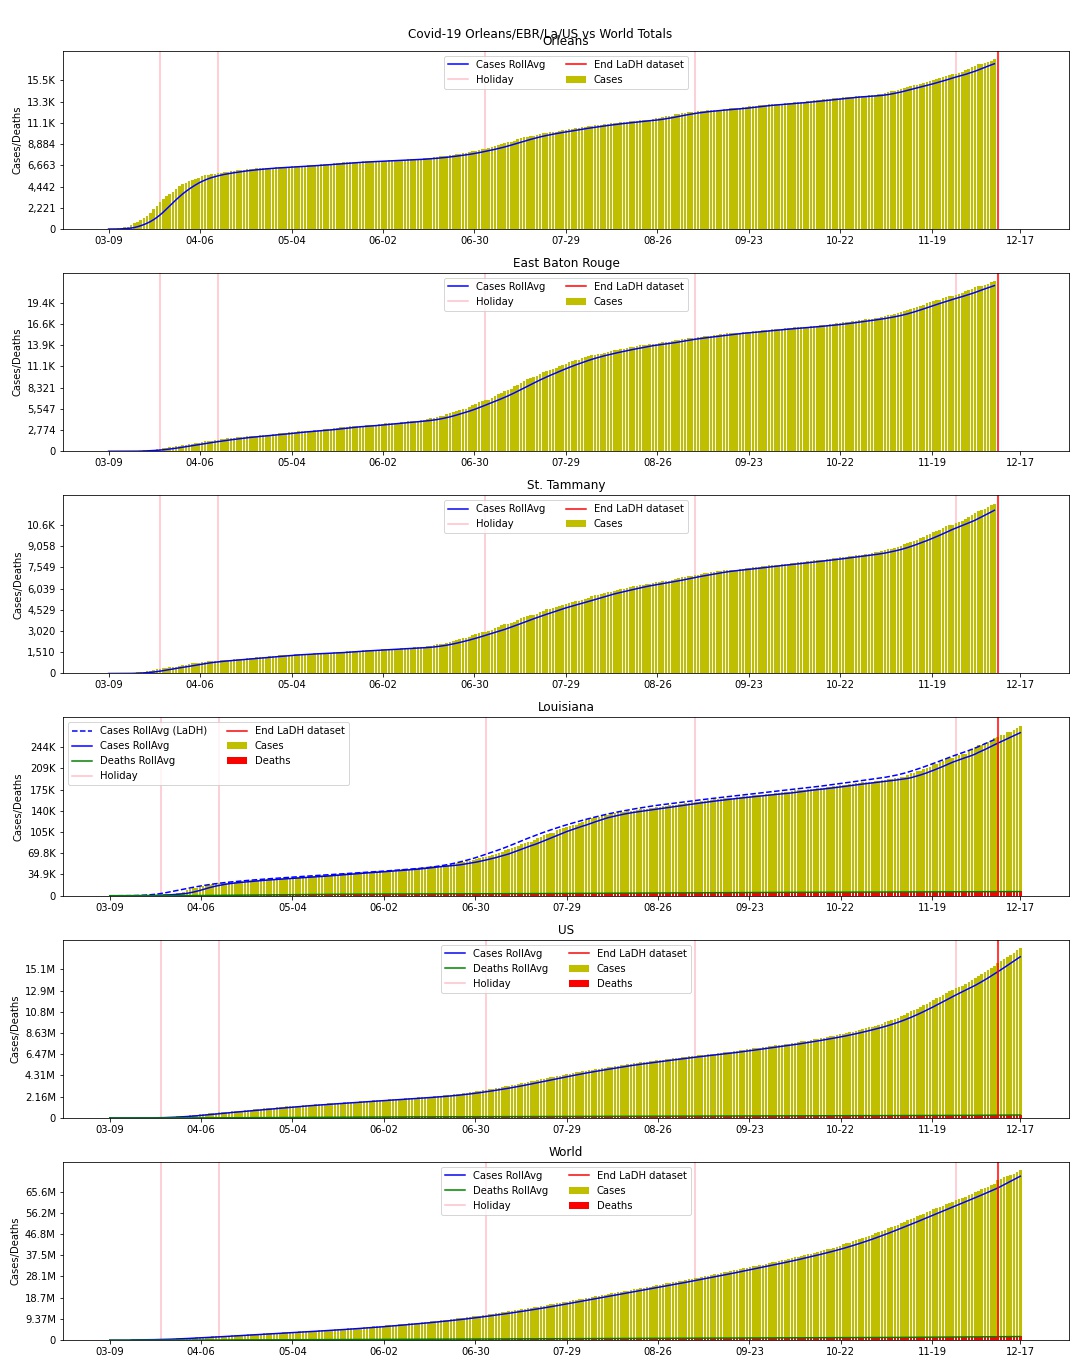 Covid-19 Orleans/EBR/La/US vs World Totals
Orleans
Cases RollAvg End LaDH dataset
Holiday Cases
Cases/Deaths
15.5K
13.3K
11.1K
8,884
6,663
4,442
2,221
0
03-09 04-06 05-04 06-02 06-30 07-29 08-26 09-23 10-22 11-19 12-17
East Baton Rouge
Cases RollAvg End LaDH dataset
Holiday Cases
Cases/Deaths
19.4K
16.6K
13.9K
11.1K
8,321
5,547
2,774
0
03-09 04-06 05-04 06-02 06-30 07-29 08-26 09-23 10-22 11-19 12-17
St. Tammany
Cases RollAvg End LaDH dataset
Holiday Cases
Cases/Deaths
10.6K
9,058
7,549
6,039
4,529
3,020
1,510
0
03-09 04-06 05-04 06-02 06-30 07-29 08-26 09-23 10-22 11-19 12-17
Louisiana
Cases RollAvg (LaDH) End LaDH dataset
Cases RollAvg Cases
Deaths RollAvg Deaths
Holiday
Cases/Deaths
244K
209K
175K
140K
105K
69.8K
34.9K
0
03-09 04-06 05-04 06-02 06-30 07-29 08-26 09-23 10-22 11-19 12-17
US
Cases RollAvg End LaDH dataset
Deaths RollAvg Cases
Holiday Deaths
Cases/Deaths
15.1M
12.9M
10.8M
8.63M
6.47M
4.31M
2.16M
0
03-09 04-06 05-04 06-02 06-30 07-29 08-26 09-23 10-22 11-19 12-17
World
Cases RollAvg End LaDH dataset
Deaths RollAvg Cases
Holiday Deaths
Cases/Deaths
65.6M
56.2M
46.8M
37.5M
28.1M
18.7M
9.37M
0
03-09 04-06 05-04 06-02 06-30 07-29 08-26 09-23 10-22 11-19 12-17